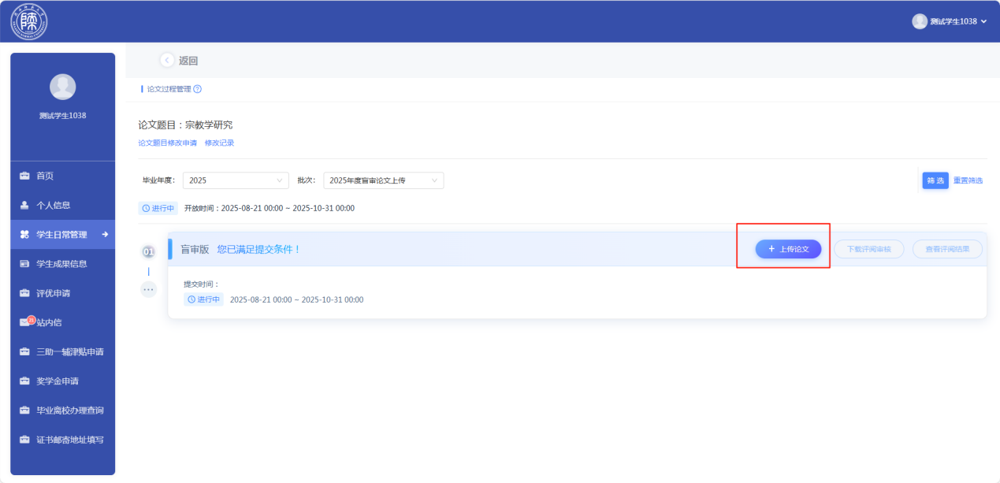 测试学生1038
返回
测试学生1038
论文过程管理
论文题目：宗教学研究
论文题目修改申请 修改记录
首页
个人信息
学生日常管理
学生成果信息
评优申请
站内信
三助一辅津贴申请
奖学金申请
毕业离校办理查询
证书邮寄地址填写
毕业年度： 2025 批次： 2025年度盲审论文上传 筛 选 重置筛选
进行中 开放时间：2025-08-21 00:00 ~ 2025-10-31 00:00
01 盲审版 您已满足提交条件！ + 上传论文 下载评阅审核 查看评阅结果
提交时间：
进行中 2025-08-21 00:00 ~ 2025-10-31 00:00